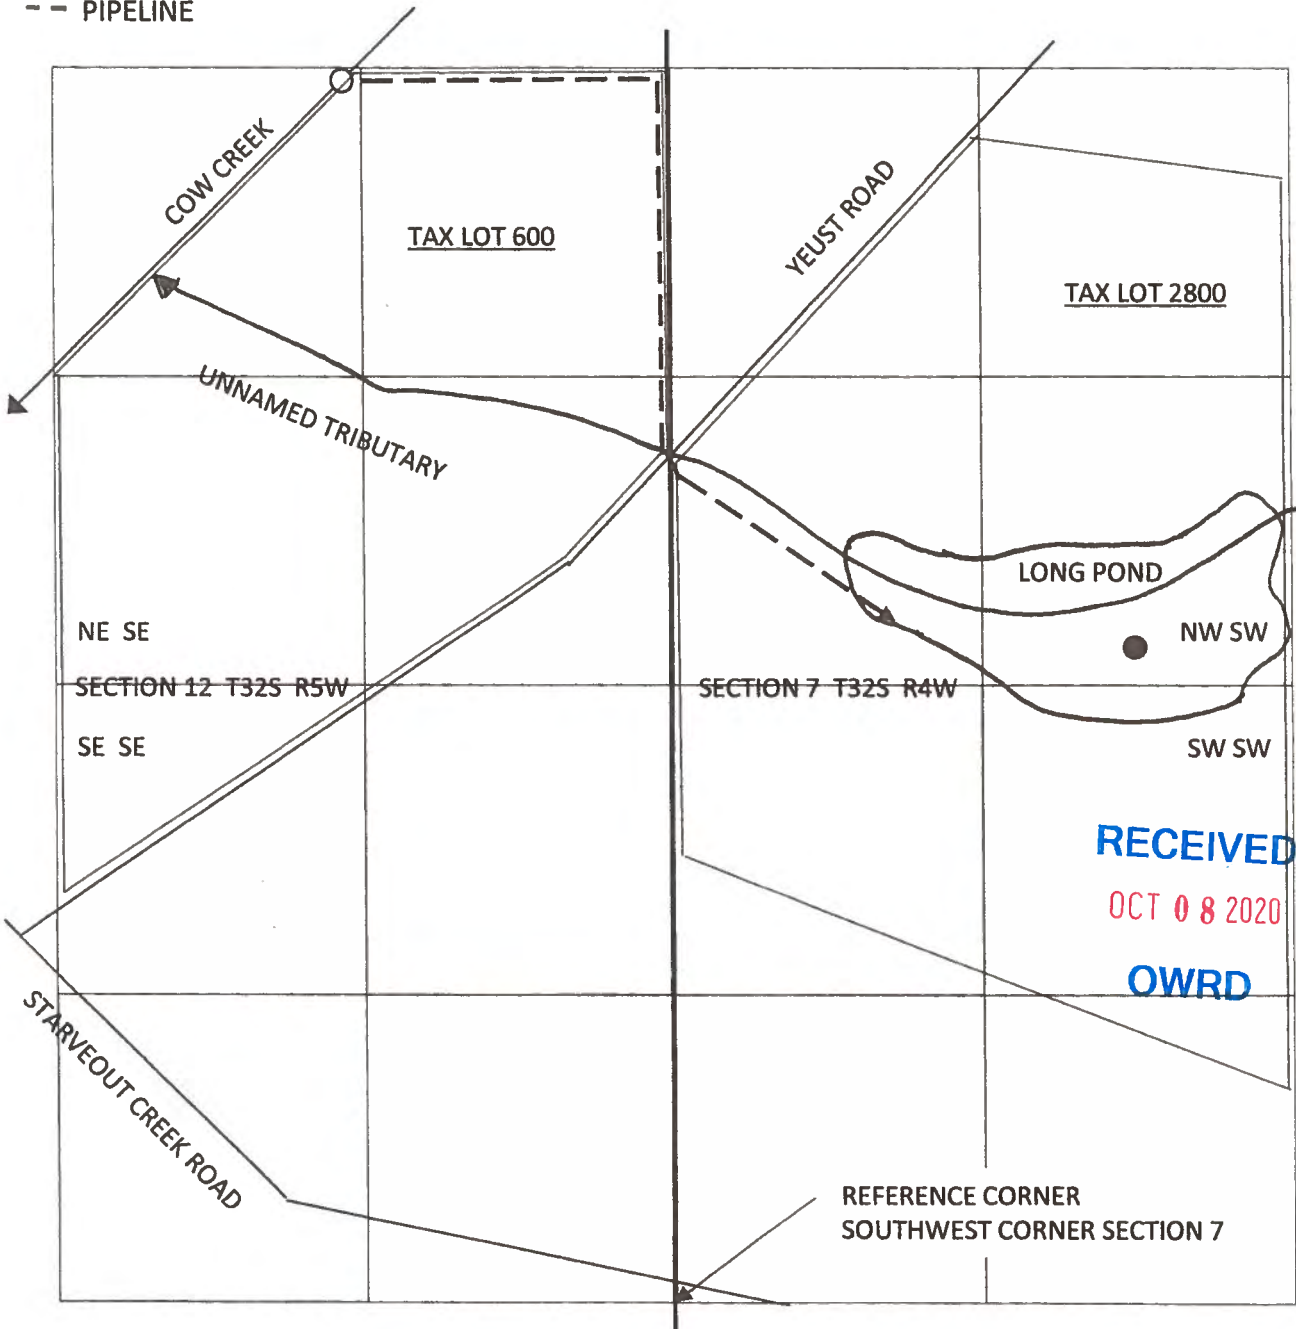 -- PIPELINE
COW CREEK
TAX LOT 600
YEUST ROAD
TAX LOT 2800
UNNAMED TRIBUTARY
LONG POND
NE SE
NW SW
SECTION 12 T32S R5W
SECTION 7 T32S R4W
SE SE
SW SW
RECEIVED
OCT 08 2020
OWRD
STARVEOUT CREEK ROAD
REFERENCE CORNER
SOUTHWEST CORNER SECTION 7